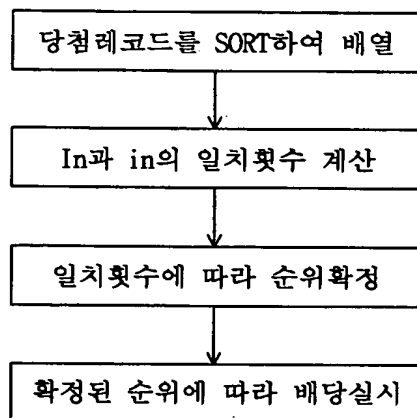 당첨레코드를 SORT하여 배열
In과 in의 일치횟수 계산
일치횟수에 따라 순위확정
확정된 순위에 따라 배당실시